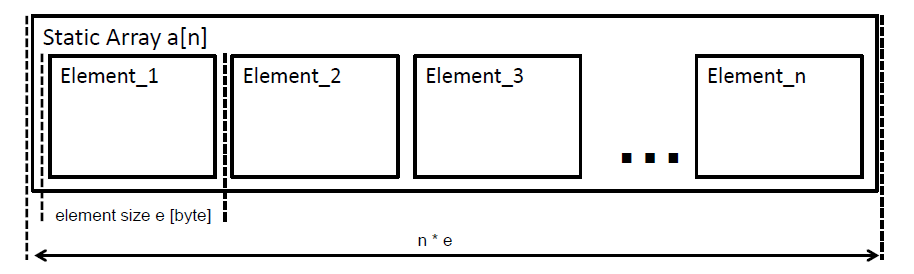 Static Array a[n]
Element_1
Element_2
Element_3
...
Element_n
element size e [byte]
n * e